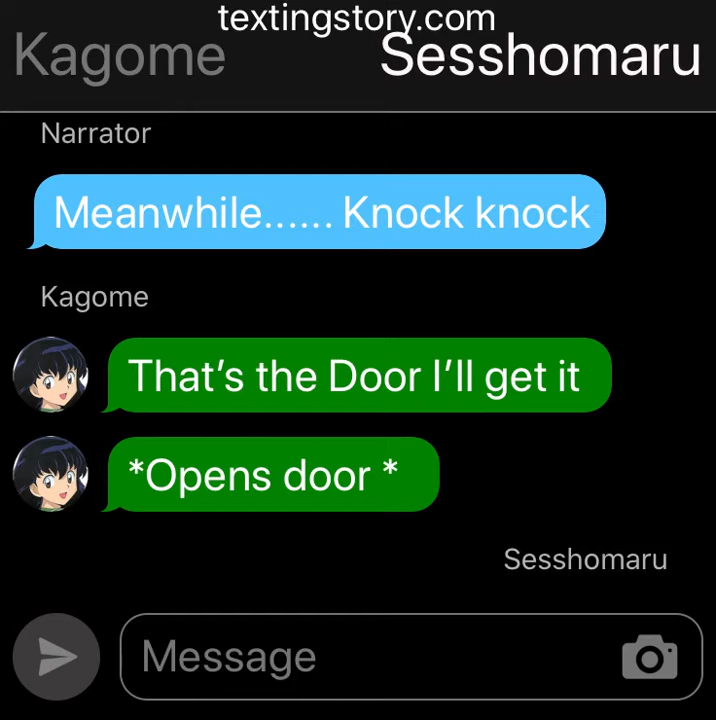 textingstory.com
Kagome
Sesshomaru
Narrator
Meanwhile...... Knock knock
Kagome
That’s the Door I’ll get it
*Opens door *
Sesshomaru
Message